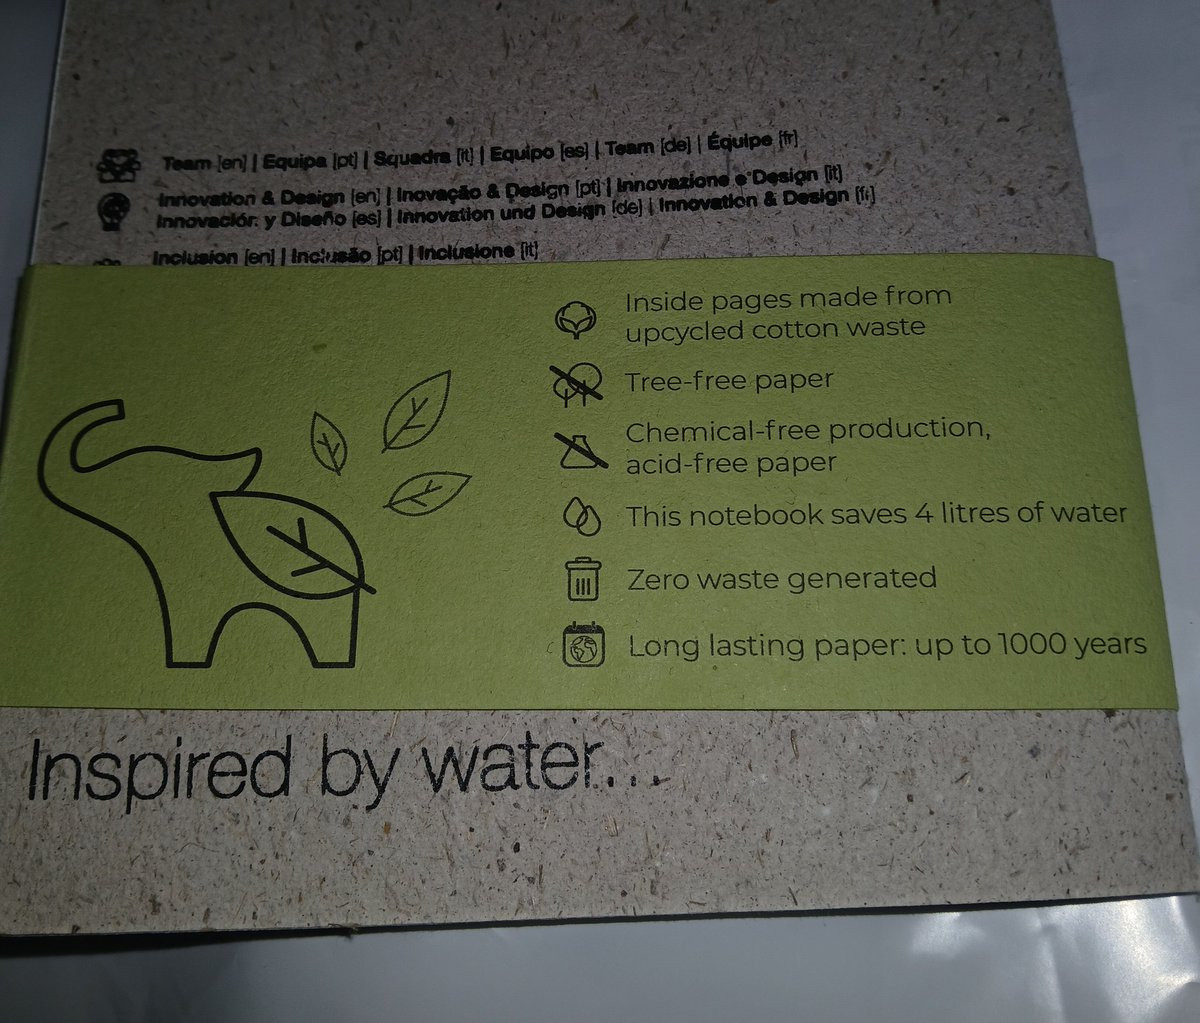 Team [en] | Equipa [pt] | Squadra [it] | Equipo [es] | Team [de] | Équipe [fr]
Innovation & Design [en] | Inovação & Design [pt] | Innovazione e Design [it]
Innovación y Diseño [es] | Innovation und Design [de] | Innovation & Design [fr]
Inclusion [en] | Inclusão [pt] | Inclusione [it]
Inside pages made from
upcycled cotton waste
Tree-free paper
Chemical-free production,
acid-free paper
This notebook saves 4 litres of water
Zero waste generated
Long lasting paper: up to 1000 years
Inspired by water...